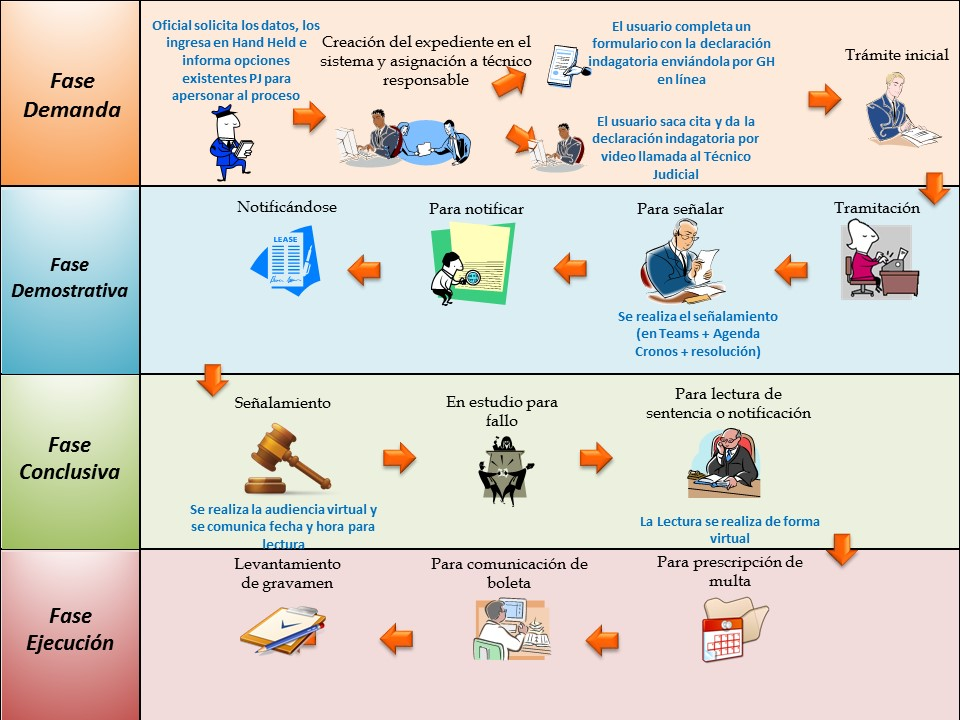 Fase
Demanda
Oficial solicita los datos, los
ingresa en Hand Held e
informa opciones
existentes PJ para
apersonar al proceso
Creación del expediente en el
sistema y asignación a técnico
responsable
El usuario completa un
formulario con la declaración
indagatoria enviándola por GH
en línea
El usuario saca cita y da la
declaración indagatoria por
video llamada al Técnico
Judicial
Trámite inicial
Fase
Demostrativa
Notificándose
LEASE
Para notificar
Para señalar
Se realiza el señalamiento
(en Teams + Agenda
Cronos + resolución)
Tramitación
Fase
Conclusiva
Señalamiento
Se realiza la audiencia virtual y
se comunica fecha y hora para
lectura
En estudio para
fallo
Para lectura de
sentencia o notificación
La Lectura se realiza de forma
virtual
Fase
Ejecución
Levantamiento
de gravamen
Para comunicación de
boleta
Para prescripción de
multa